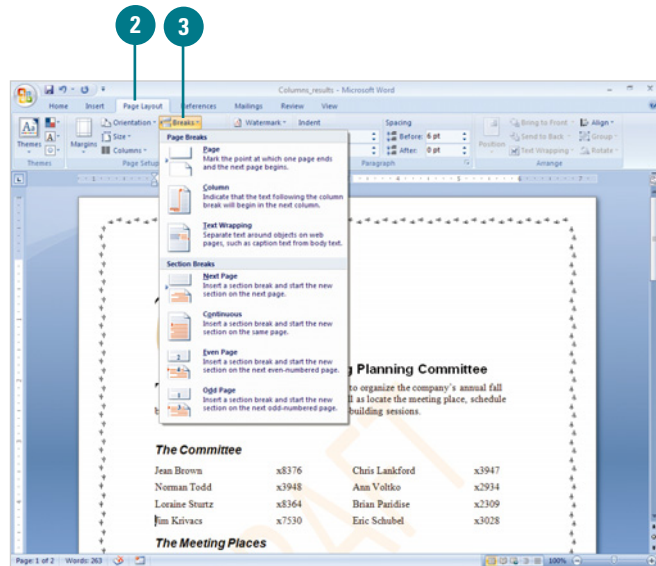 2 3
Columns_results - Microsoft Word
Home Insert Page Layout References Mailings Review View
Themes
Margins
Orientation
Size
Columns
Breaks
Watermark
Indent
Spacing
Before: 6 pt
After: 0 pt
Position
Bring to Front
Send to Back
Text Wrapping
Align
Group
Rotate
Themes Page Setup Paragraph Arrange
Page Breaks
Page
Mark the point at which one page ends
and the next page begins.
Column
Indicate that the text following the column
break will begin in the next column.
Text Wrapping
Separate text around objects on web
pages, such as caption text from body text.
Section Breaks
Next Page
Insert a section break and start the new
section on the next page.
Continuous
Insert a section break and start the new
section on the same page.
Even Page
Insert a section break and start the new
section on the next even-numbered page.
Odd Page
Insert a section break and start the new
section on the next odd-numbered page.
Planning Committee
to organize the company's annual fall
as locate the meeting place, schedule
building sessions.
The Committee
Jean Brown x8376 Chris Lankford x3947
Norman Todd x3948 Ann Voltko x2934
Loraine Sturtz x8364 Brian Paridise x2309
Jim Krivacs x7530 Eric Schubel x3028
The Meeting Places
Page: 1 of 2 Words: 263 100%